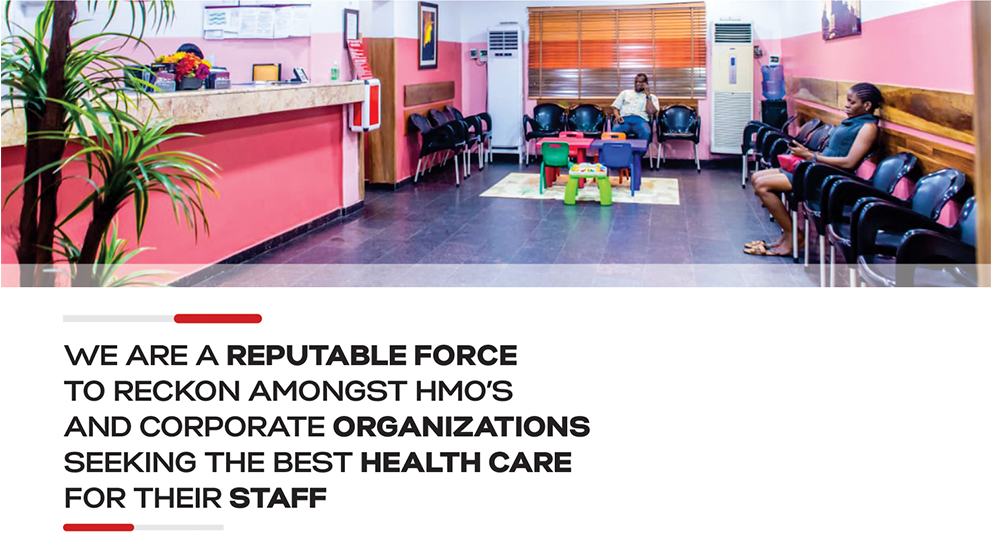 WE ARE A REPUTABLE FORCE
TO RECKON AMONGST HMO'S
AND CORPORATE ORGANIZATIONS
SEEKING THE BEST HEALTH CARE
FOR THEIR STAFF